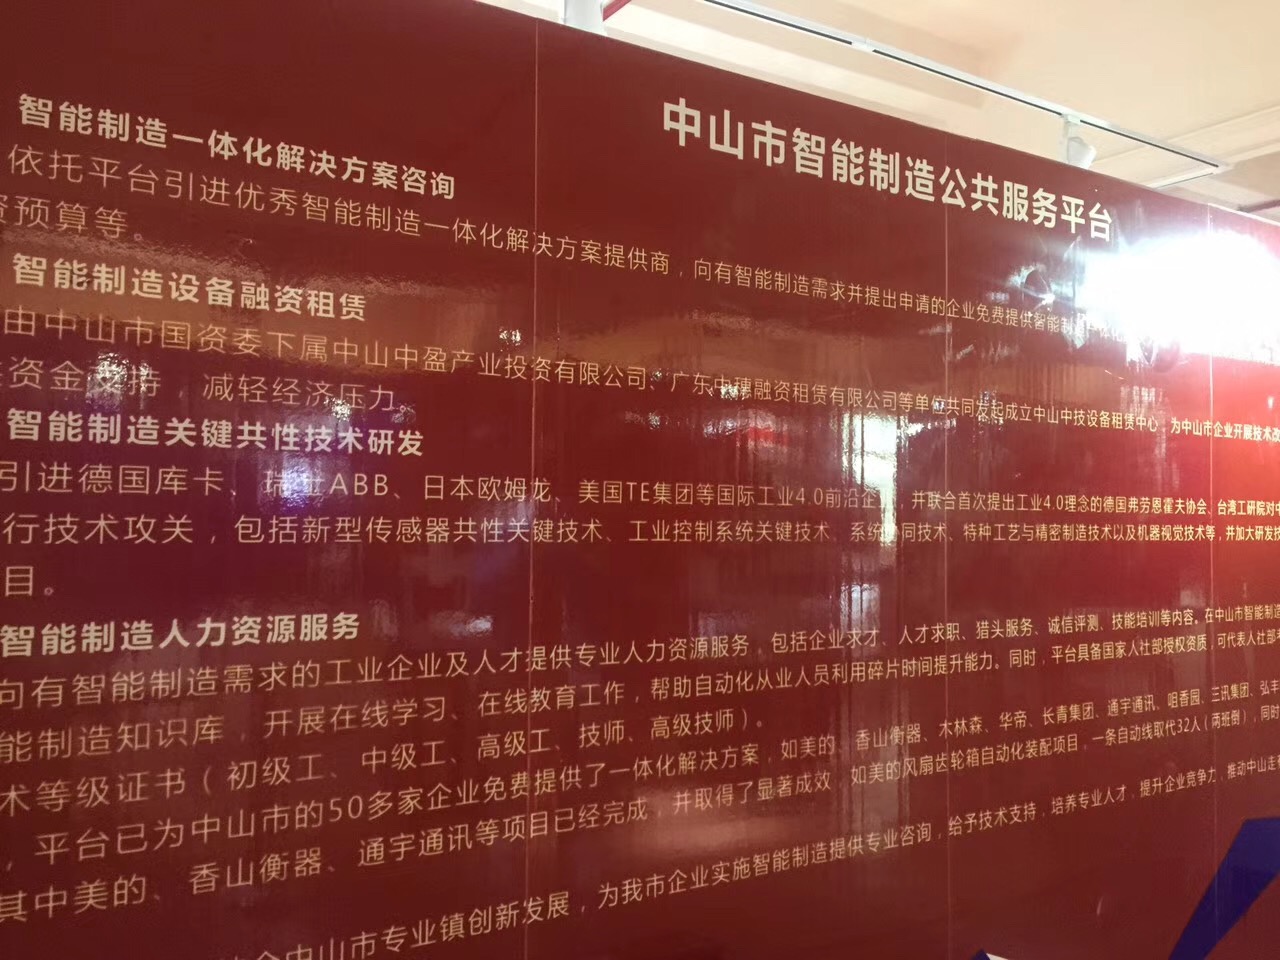 中山市智能制造公共服务平台
智能制造一体化解决方案咨询
依托平台引进优秀智能制造一体化解决方案提供商，向有智能制造需求并提出申请的企业免费提供智能制
资预算等。
智能制造设备融资租赁
由中山市国资委下属中山中盈产业投资有限公司、广东中穗融资租赁有限公司等单位共同发起成立中山中技设备租赁中心，为中山市企业开展技术改
资金支持，减轻经济压力。
智能制造关键共性技术研发
引进德国库卡、瑞士ABB、日本欧姆龙、美国TE集团等国际工业4.0前沿企业，并联合首次提出工业4.0理念的德国弗劳恩霍夫协会、台湾工研院对中
行技术攻关，包括新型传感器共性关键技术、工业控制系统关键技术、系统协同技术、特种工艺与精密制造技术以及机器视觉技术等，并加大研发技
目。
智能制造人力资源服务
向有智能制造需求的工业企业及人才提供专业人力资源服务，包括企业求才、人才求职、猎头服务、诚信评测、技能培训等内容。在中山市智能制造
能制造知识库，开展在线学习、在线教育工作，帮助自动化从业人员利用碎片时间提升能力。同时，平台具备国家人社部授权资质，可代表人社部
术等级证书（初级工、中级工、高级工、技师、高级技师）。
，平台已为中山市的50多家企业免费提供了一体化解决方案，如美的、香山衡器、木林森、华帝、长青集团、通宇通讯、咀香园、三讯集团、弘丰
其中美的、香山衡器、通宇通讯等项目已经完成，并取得了显著成效，如美的风扇齿轮箱自动化装配项目，一条自动线取代32人（两班倒），同时
中山市专业镇创新发展，为我市企业实施智能制造提供专业咨询，给予技术支持，培养专业人才，提升企业竞争力，推动中山走